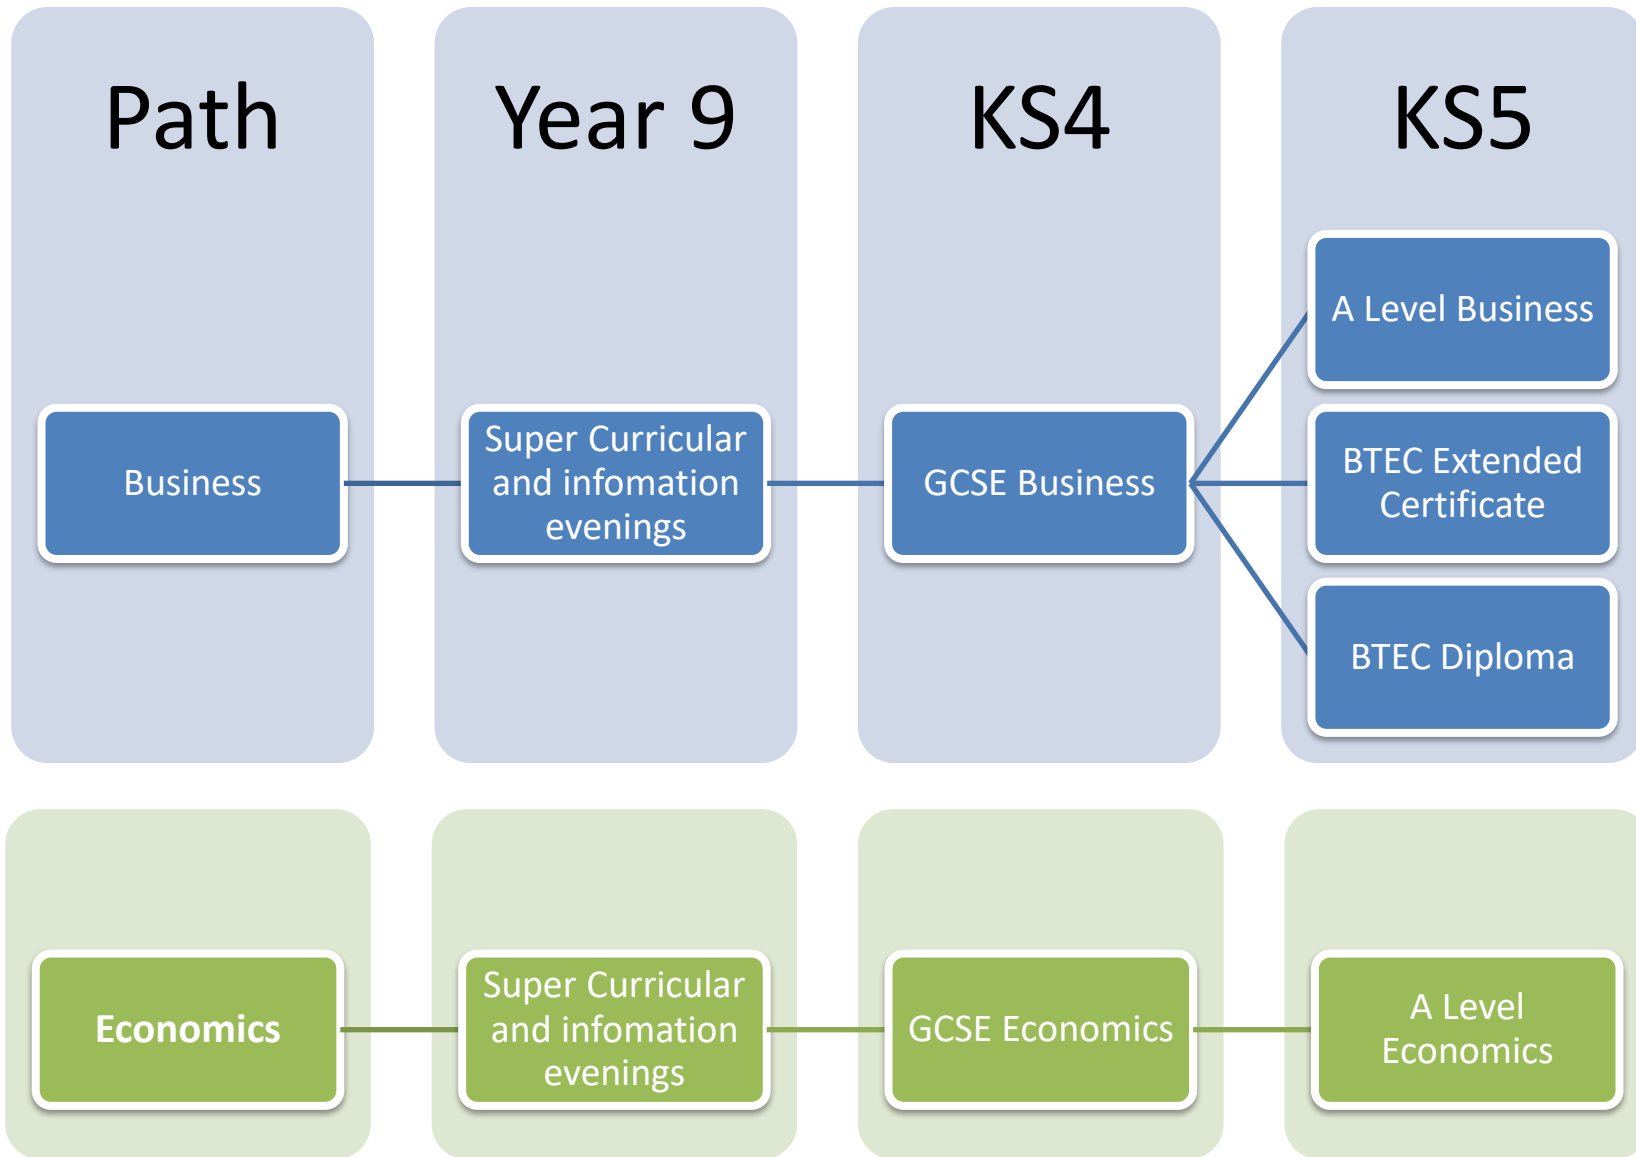 Path
Year 9
KS4
KS5
Business
Super Curricular
and infomation
evenings
GCSE Business
A Level Business
BTEC Extended
Certificate
BTEC Diploma
Economics
Super Curricular
and infomation
evenings
GCSE Economics
A Level
Economics